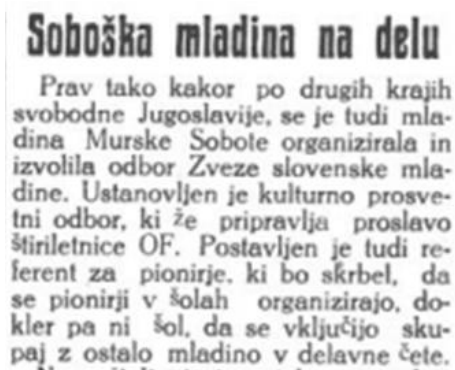 Soboška mladina na delu
Prav tako kakor po drugih krajih
svobodne Jugoslavije, se je tudi mla-
dina Murske Sobote organizirala in
izvolila odbor Zveze slovenske mla-
dine. Ustanovljen je kulturno prosve-
tni odbor, ki že pripravlja proslavo
štiriletnice OF. Postavljen je tudi re-
ferent za pionirje, ki bo skrbel, da
se pionirji v šolah organizirajo, do-
kler pa ni šol, da se vključijo sku-
paj z ostalo mladino v delavne čete.